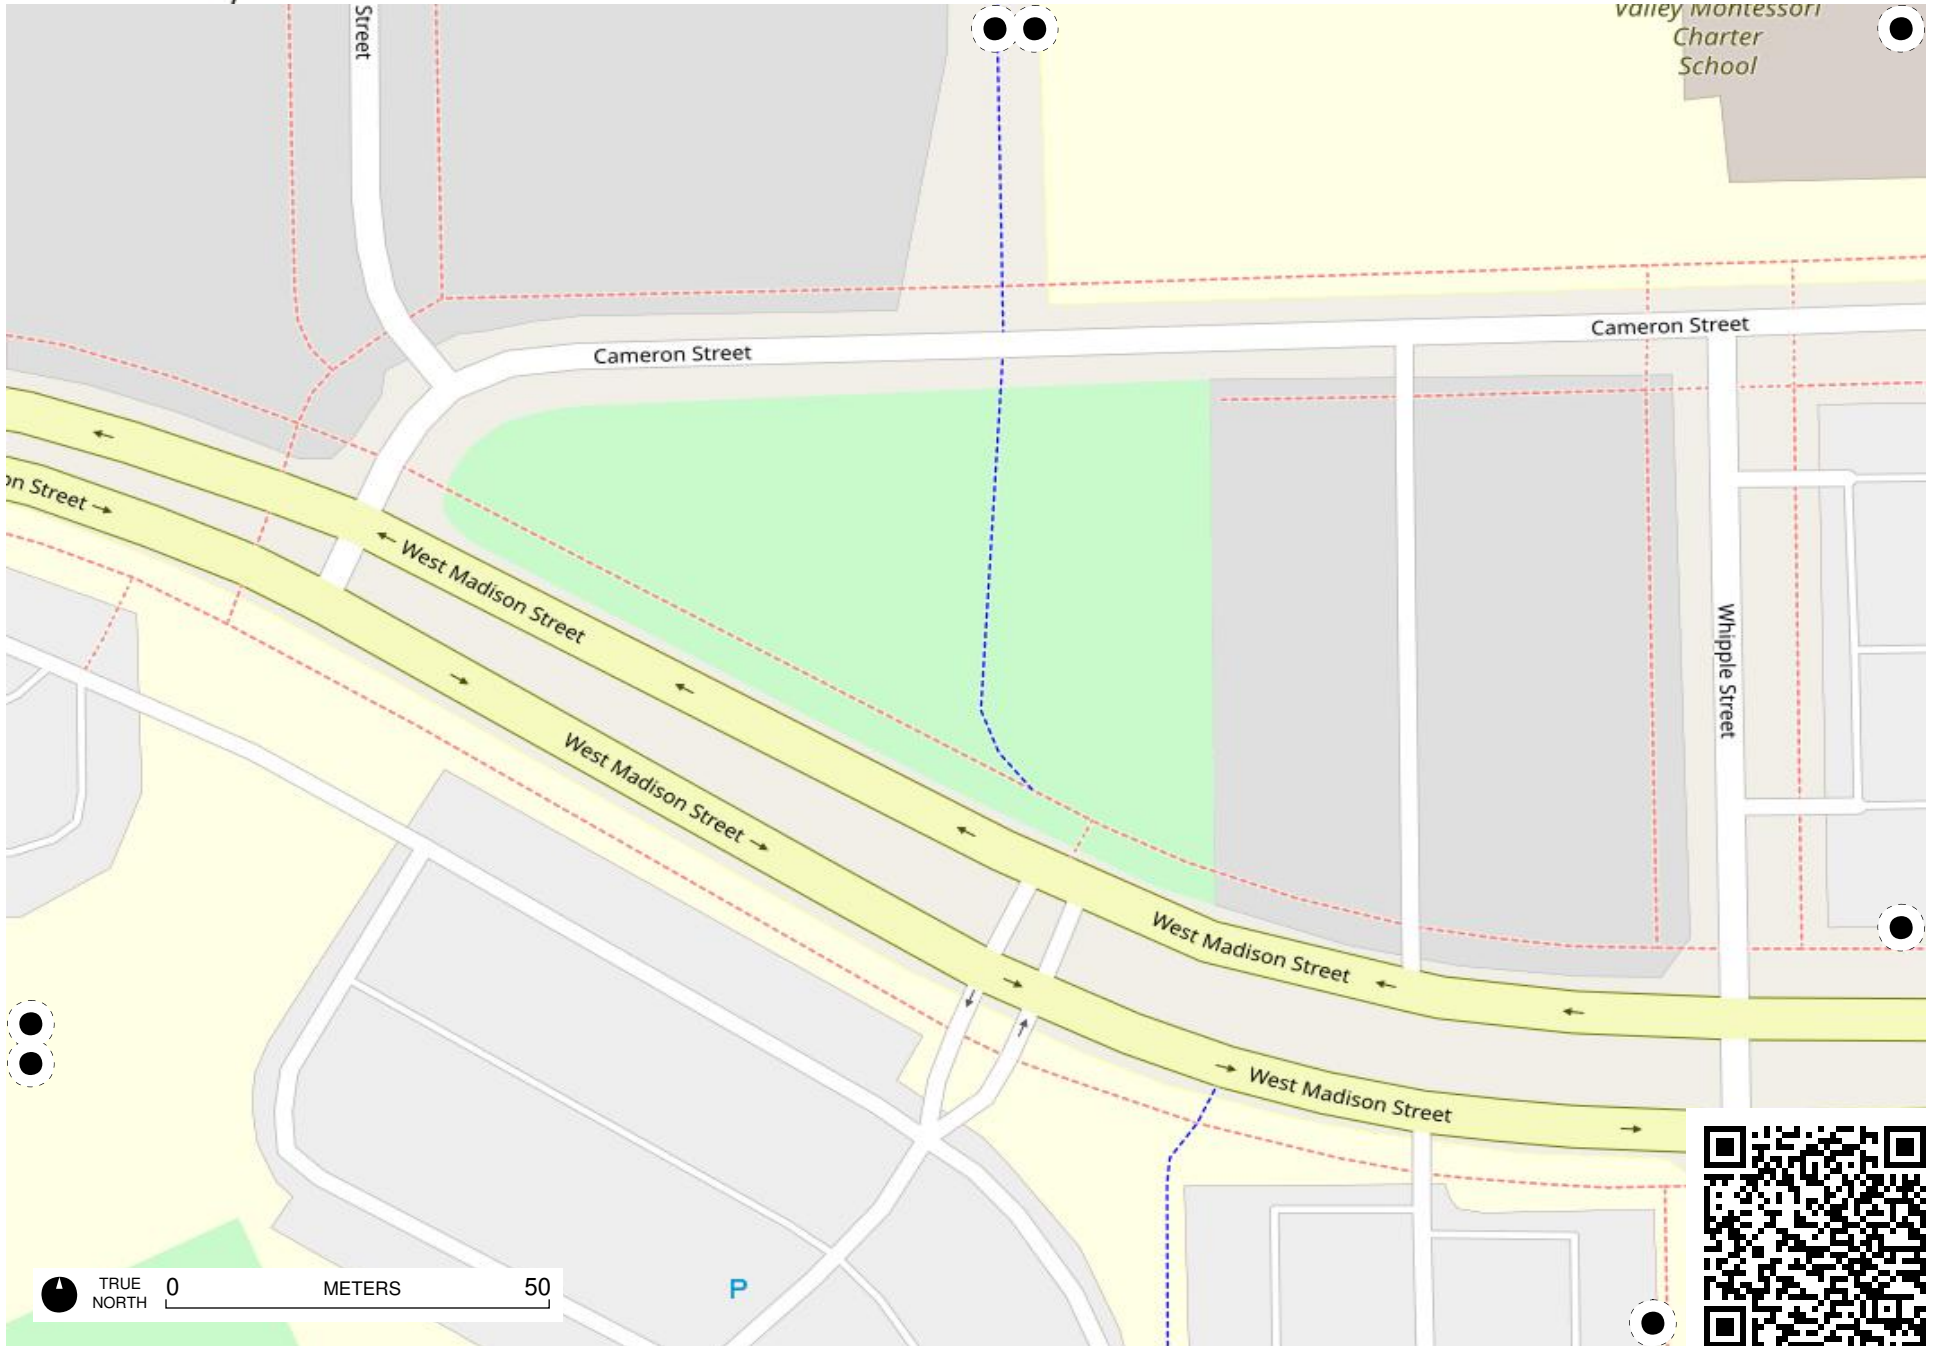 Street
Valley Montessori
Charter
School
Cameron Street
Cameron Street
on Street
West Madison Street
Whipple Street
West Madison Street
West Madison Street
West Madison Street
P
TRUE
NORTH
0 METERS 50